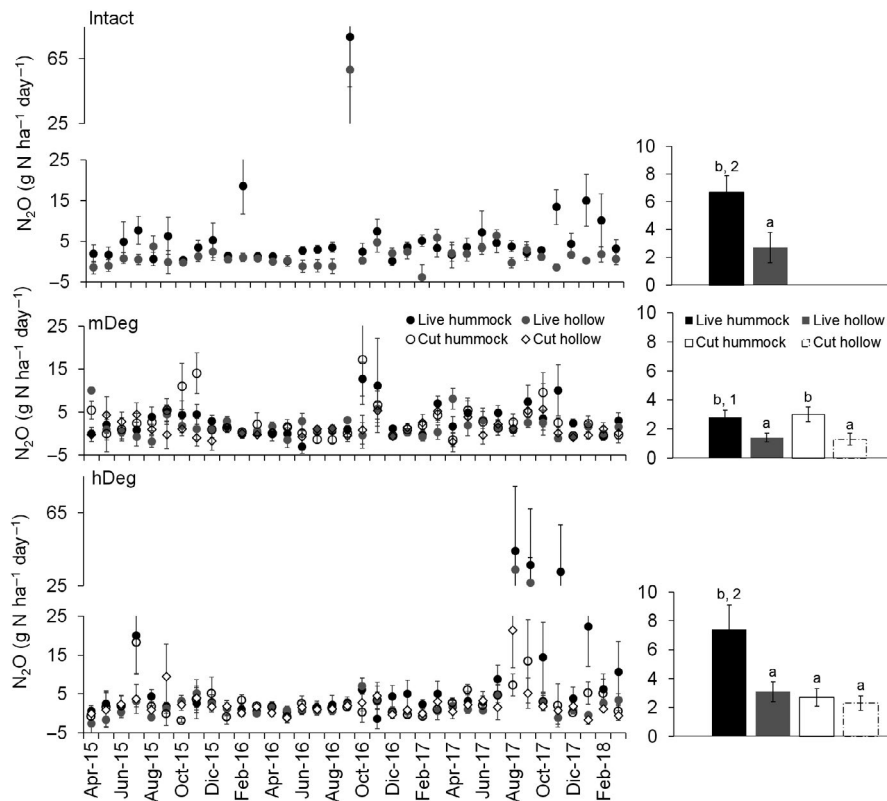 Intact
N₂O (g N ha⁻¹ day⁻¹)
65
25
25
15
5
−5
10
8
6
4
2
0
b, 2
a
mDeg
N₂O (g N ha⁻¹ day⁻¹)
25
15
5
−5
Live hummock
Live hollow
Cut hummock
Cut hollow
10
8
6
4
2
0
Live hummock
Live hollow
Cut hummock
Cut hollow
b, 1
a
b
a
hDeg
N₂O (g N ha⁻¹ day⁻¹)
65
25
25
15
5
−5
10
8
6
4
2
0
b, 2
a
a
a
Apr-15
Jun-15
Aug-15
Oct-15
Dic-15
Feb-16
Apr-16
Jun-16
Aug-16
Oct-16
Dic-16
Feb-17
Apr-17
Jun-17
Aug-17
Oct-17
Dic-17
Feb-18